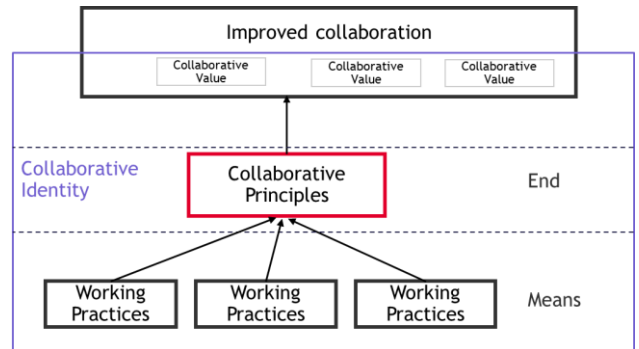 Improved collaboration
Collaborative
Value
Collaborative
Value
Collaborative
Value
Collaborative
Identity
Collaborative
Principles
End
Working
Practices
Working
Practices
Working
Practices
Means